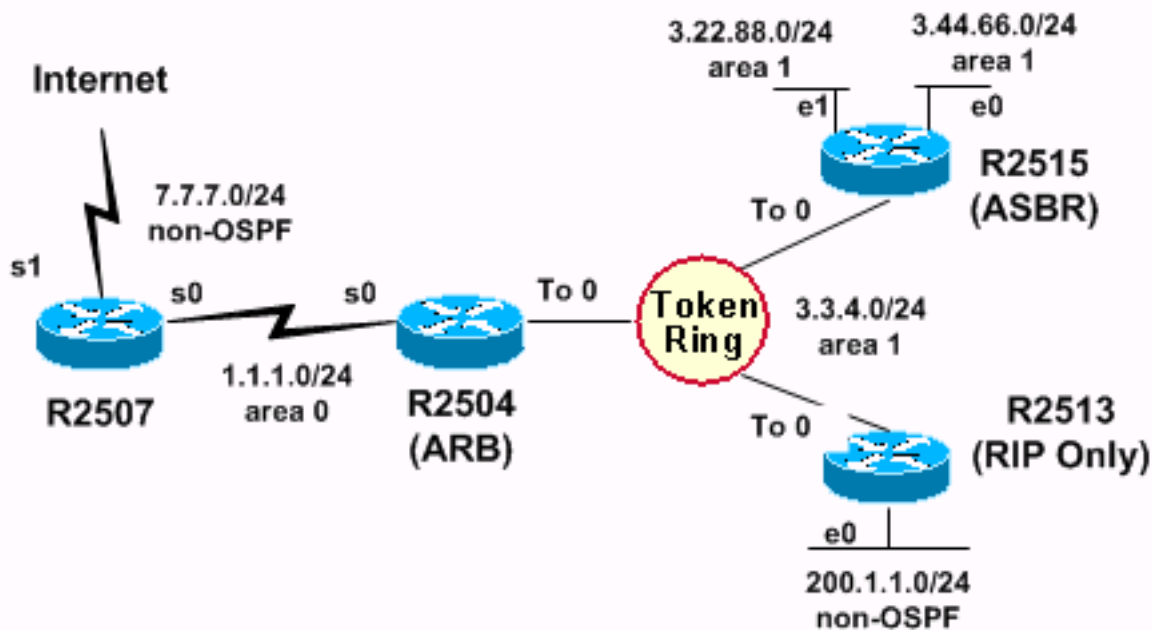 3.22.88.0/24
area 1
3.44.66.0/24
area 1
Internet
e1
e0
R2515
(ASBR)
7.7.7.0/24
non-OSPF
To 0
s1
s0
s0
To 0
Token
Ring
3.3.4.0/24
area 1
1.1.1.0/24
area 0
R2507
R2504
(ARB)
To 0
R2513
(RIP Only)
e0
200.1.1.0/24
non-OSPF